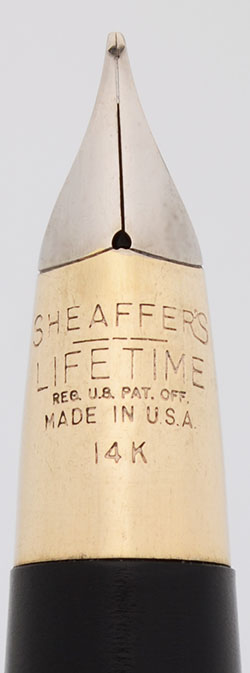 SHEAFFER'S
LIFETIME
REG. U.S. PAT. OFF.
MADE IN U.S.A.
14K